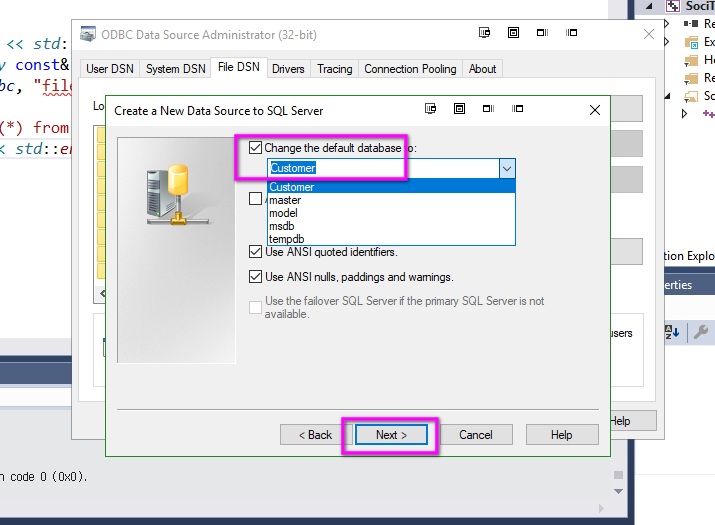 SociT
ODBC Data Source Administrator (32-bit)
<< std:
y const&
bc, "file
(*) from
< std::e
User DSN
System DSN
File DSN
Drivers
Tracing
Connection Pooling
About
Ex
He
Re
So
Lo
Create a New Data Source to SQL Server
Change the default database to:
Customer
Customer
master
model
msdb
tempdb
Use ANSI quoted identifiers.
Use ANSI nulls, paddings and warnings.
Use the failover SQL Server if the primary SQL Server is not
available.
tion Explo
erties
users
< Back
Next >
Cancel
Help
Help
n code 0 (0x0).